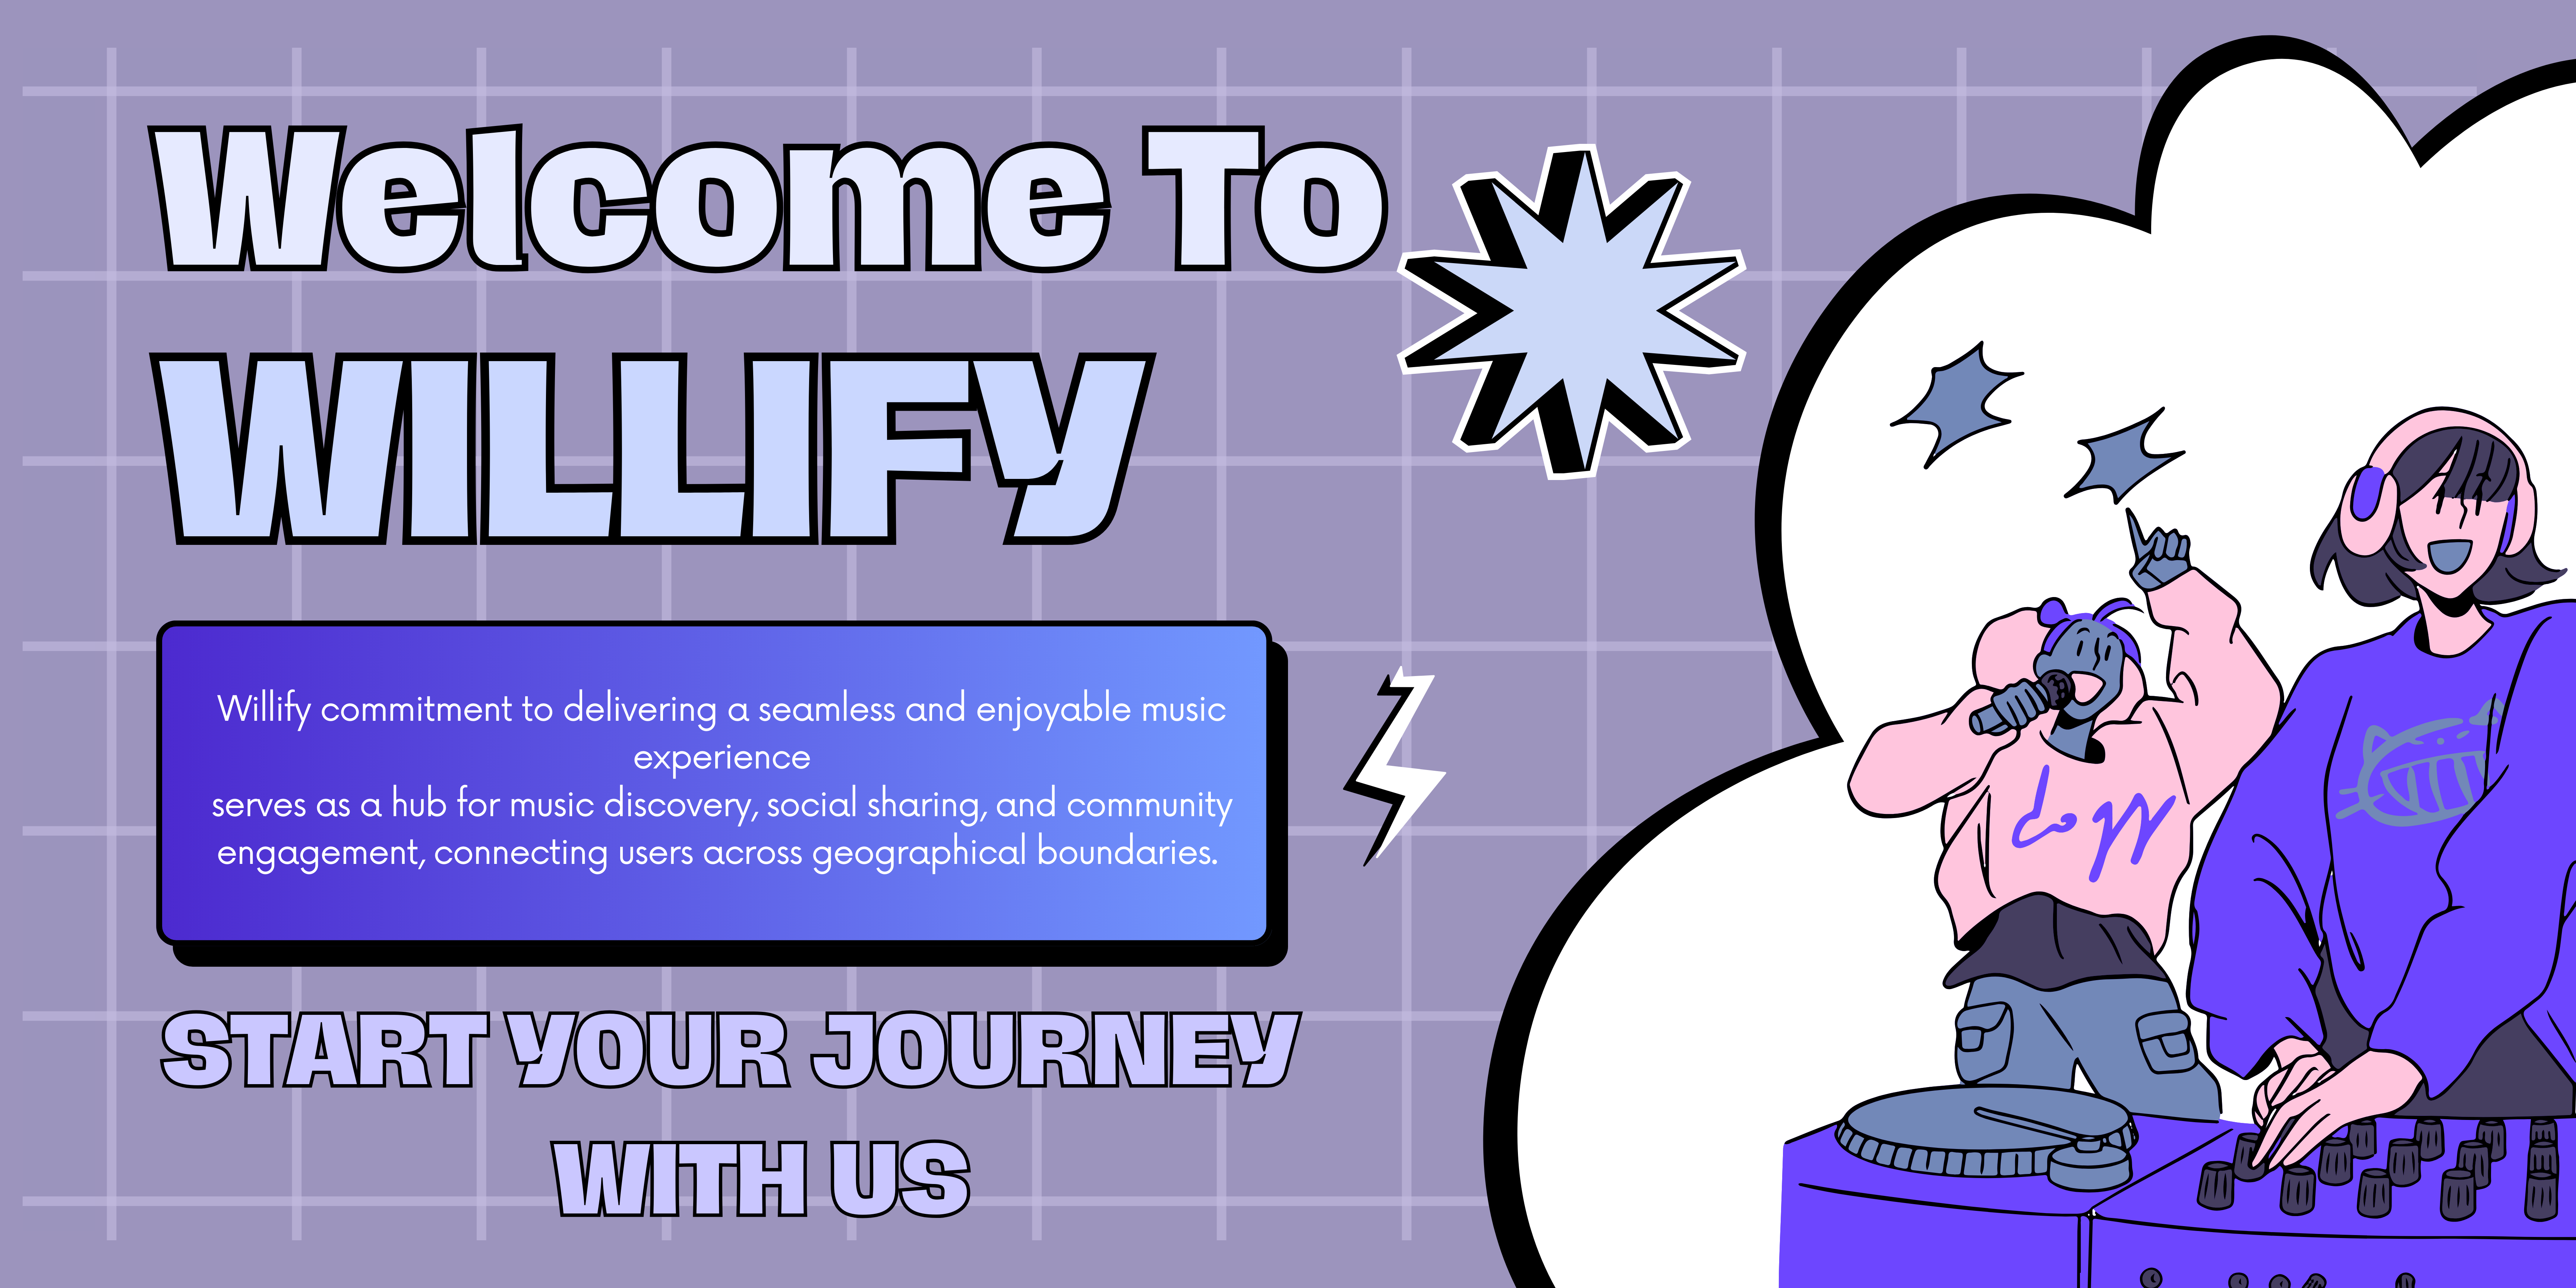 Welcome To
WILLIFY
Willify commitment to delivering a seamless and enjoyable music
experience
serves as a hub for music discovery, social sharing, and community
engagement, connecting users across geographical boundaries.
START YOUR JOURNEY
WITH US